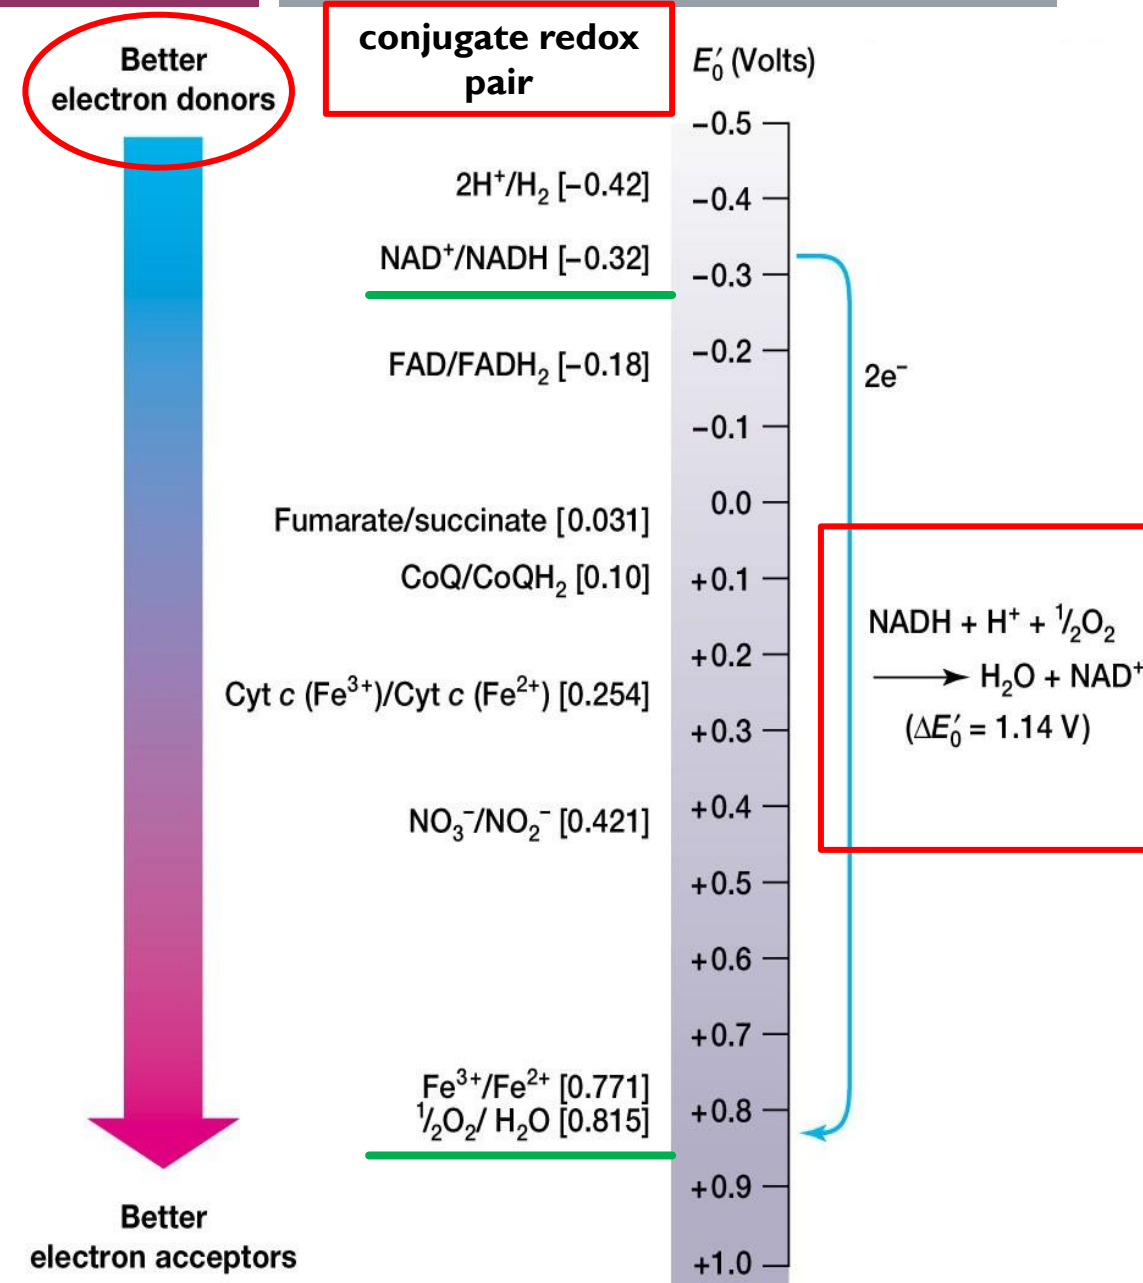 Better
electron donors
conjugate redox
pair
E′₀ (Volts)
−0.5
2H⁺/H₂ [−0.42]
−0.4
NAD⁺/NADH [−0.32]
−0.3
FAD/FADH₂ [−0.18]
−0.2
2e⁻
−0.1
0.0
Fumarate/succinate [0.031]
CoQ/CoQH₂ [0.10]
+0.1
NADH + H⁺ + ½O₂
⟶ H₂O + NAD⁺
(ΔE′₀ = 1.14 V)
+0.2
Cyt c (Fe³⁺)/Cyt c (Fe²⁺) [0.254]
+0.3
+0.4
NO₃⁻/NO₂⁻ [0.421]
+0.5
+0.6
+0.7
Fe³⁺/Fe²⁺ [0.771]
½O₂/ H₂O [0.815]
+0.8
+0.9
+1.0
Better
electron acceptors